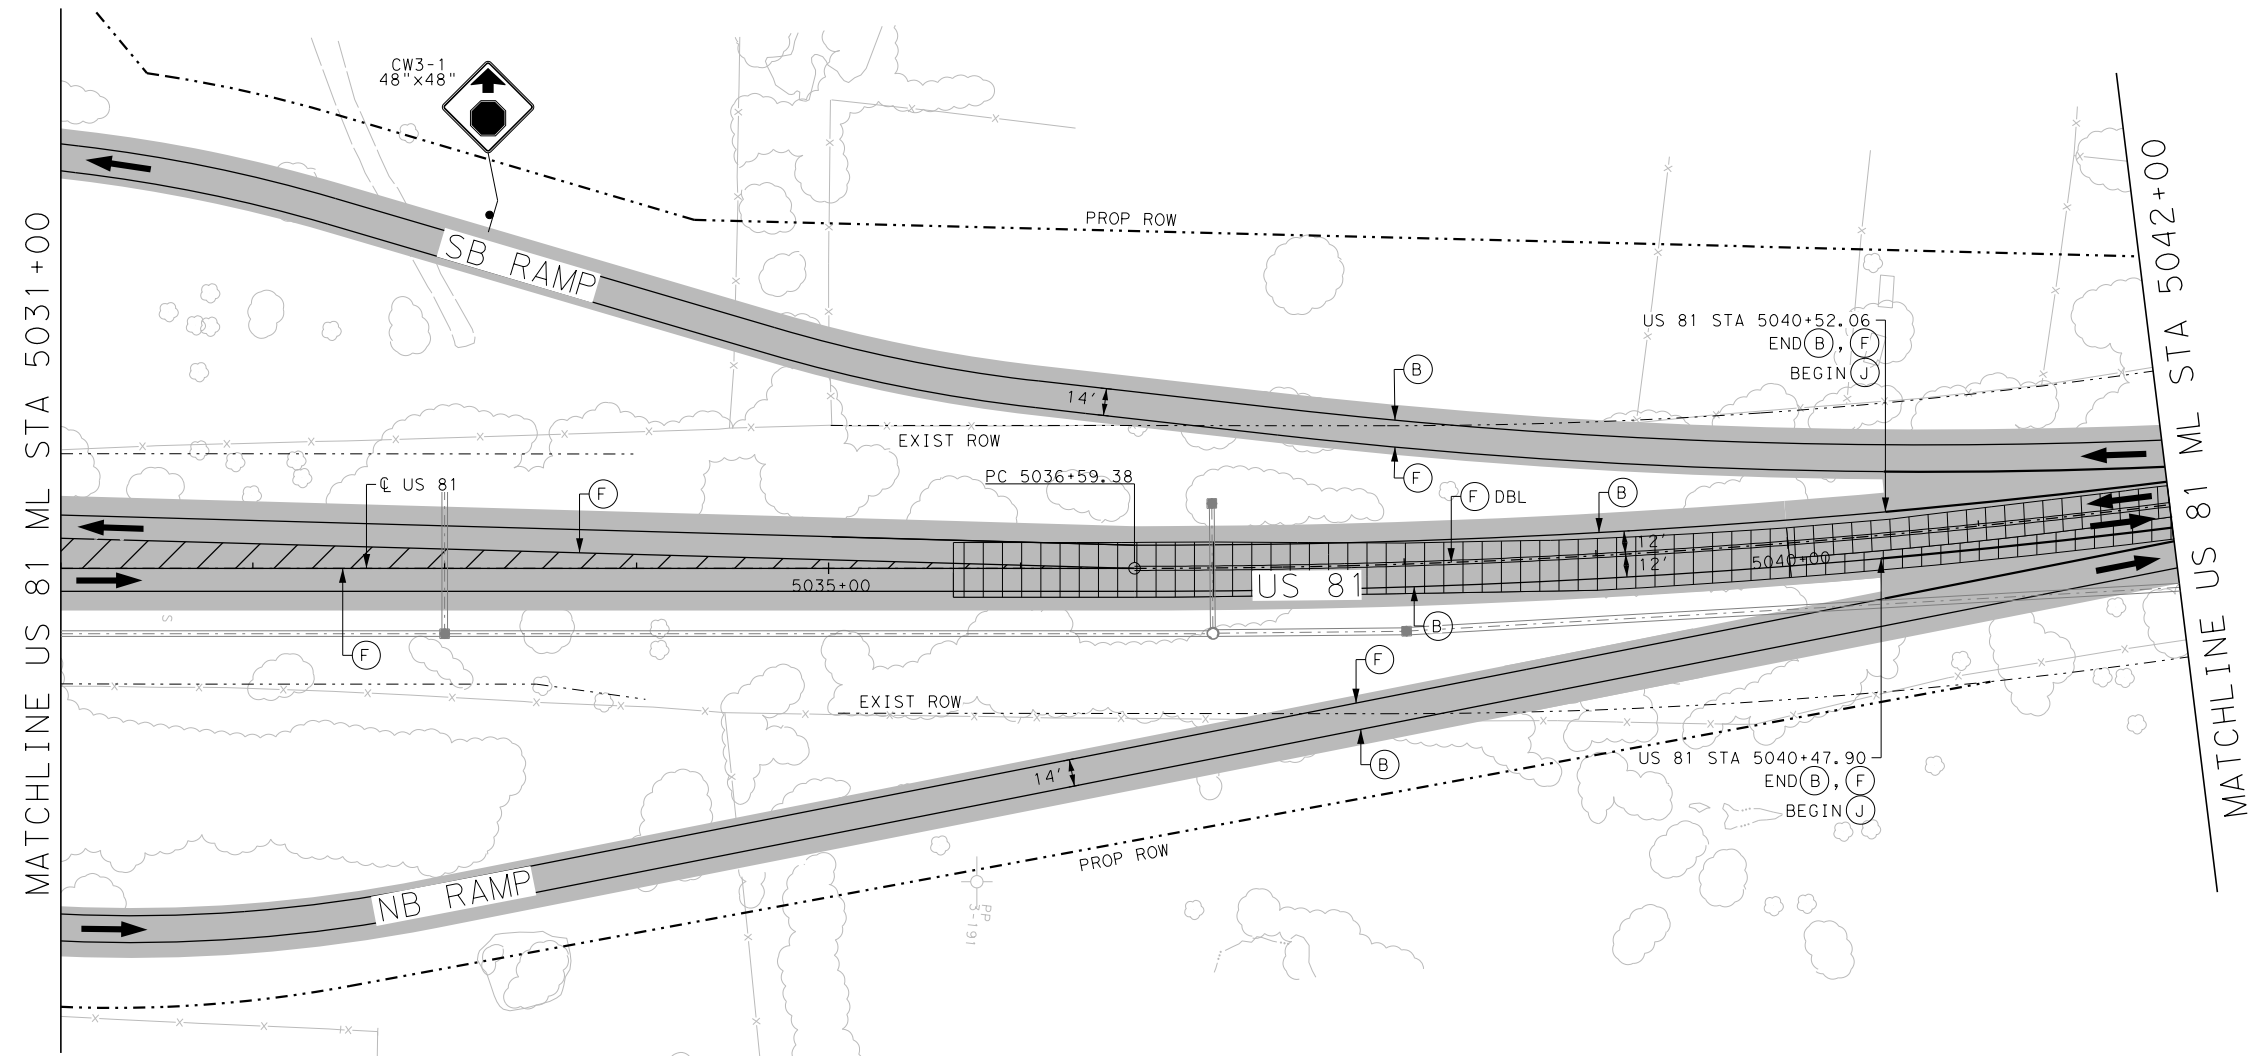 CW3-1
48"x48"
MATCHLINE US 81 ML STA 5031+00
SB RAMP
PROP ROW
MATCHLINE US 81 ML STA 5042+00
US 81 STA 5040+52.06
END B, F
BEGIN J
B
14'
EXIST ROW
F
PC 5036+59.38
℄ US 81
F
F DBL
B
12'
12'
5040+00
5035+00
US 81
S
F
B
F
EXIST ROW
14'
B
US 81 STA 5040+47.90
END B, F
BEGIN J
PROP ROW
NB RAMP
PP
3-191